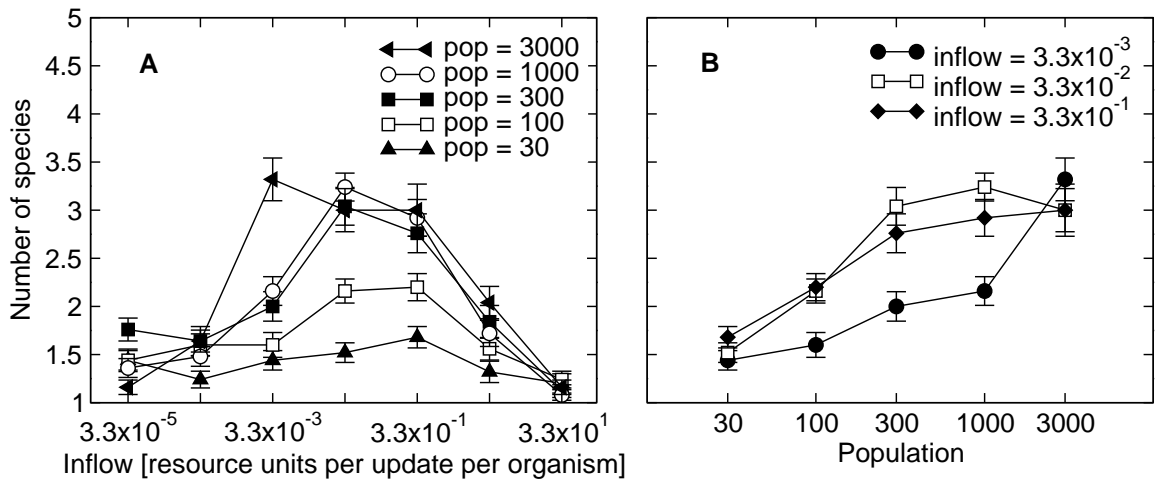 5
4.5
4
3.5
3
2.5
2
1.5
1
Number of species
A
pop = 3000
pop = 1000
pop = 300
pop = 100
pop = 30
3.3x10⁻⁵ 3.3x10⁻³ 3.3x10⁻¹ 3.3x10¹
Inflow [resource units per update per organism]
B
inflow = 3.3x10⁻³
inflow = 3.3x10⁻²
inflow = 3.3x10⁻¹
30 100 300 1000 3000
Population